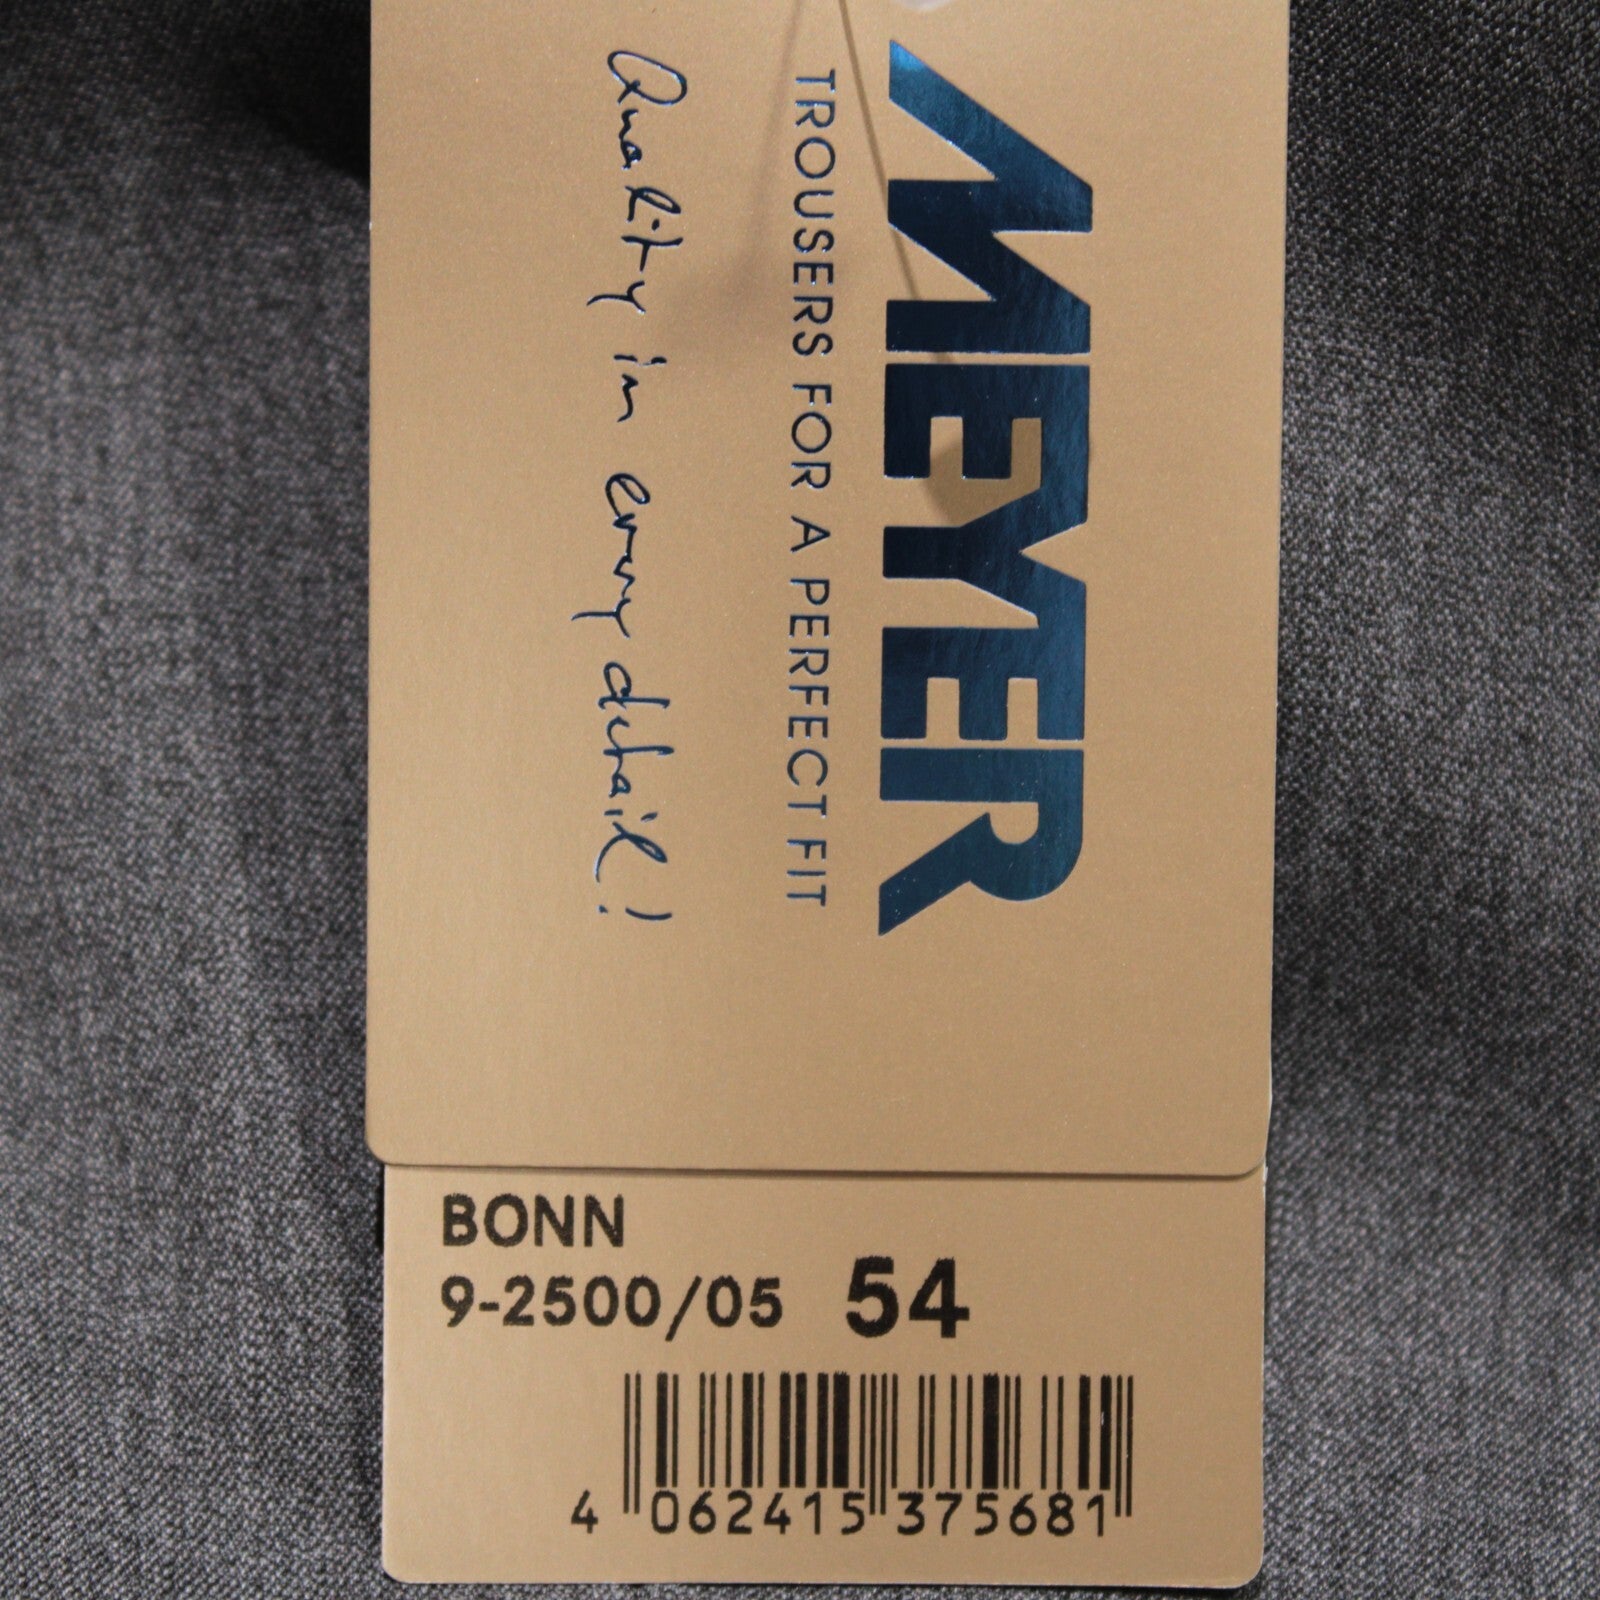 MEYER
TROUSERS FOR A PERFECT FIT
Quality in every detail!
BONN
9-2500/05 54
4 062415 375681